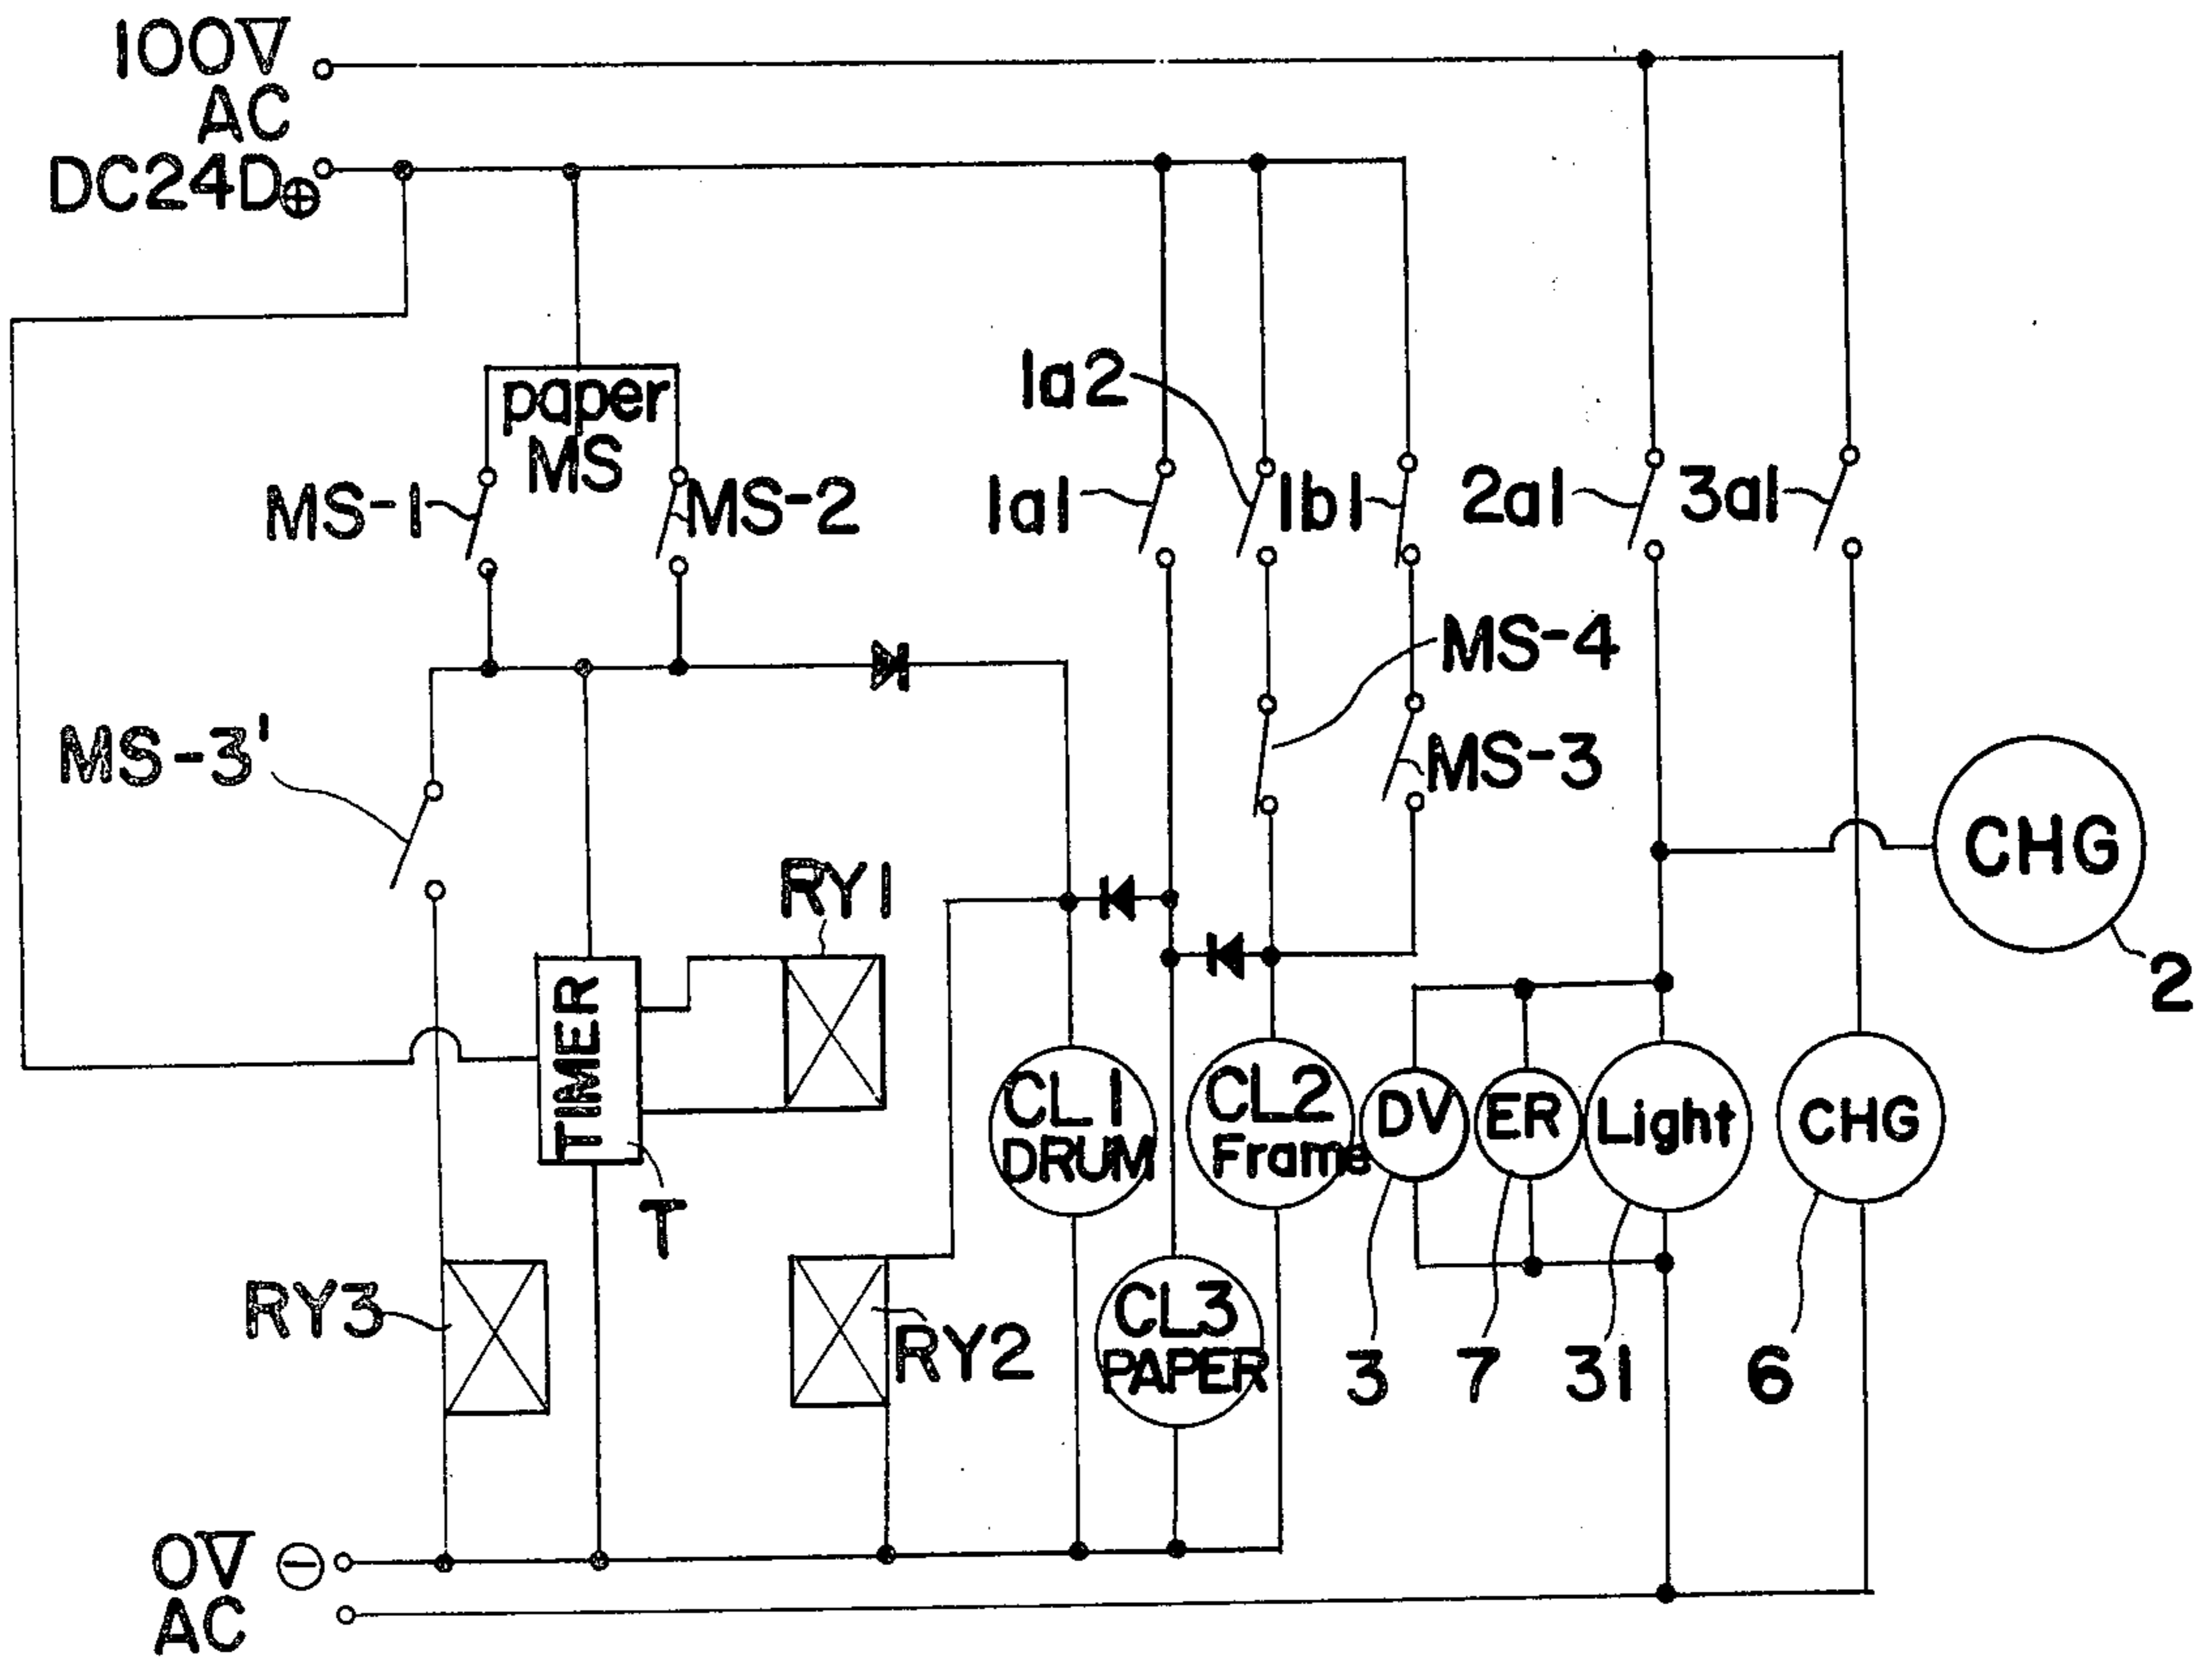 100V
AC
DC24D⊕
paper
MS
MS-1
MS-2
1a2
1a1
1b1
2a1
3a1
MS-4
MS-3
MS-3'
CHG
2
RY1
TIMER
T
CL1
DRUM
CL2
Frame
DV
ER
Light
CHG
RY3
RY2
CL3
PAPER
3
7
31
6
0V ⊖
AC